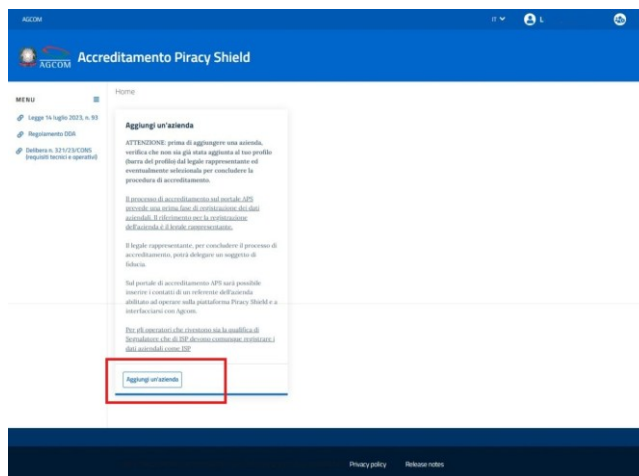 AGCOM
IT
L
AGCOM
Accreditamento Piracy Shield
MENU
Legge 14 luglio 2023, n. 93
Regolamento DDA
Delibera n. 321/23/CONS
(requisiti tecnici e operativi)
Home
Aggiungi un'azienda
ATTENZIONE: prima di aggiungere una azienda,
verifica che non sia già stata aggiunta al tuo profilo
(barra del profilo) dal legale rappresentante ed
eventualmente selezionala per concludere la
procedura di accreditamento.
Il processo di accreditamento sul portale APS
prevede una prima fase di registrazione dei dati
aziendali. Il riferimento per la registrazione
dell'azienda è il legale rappresentante.
Il legale rappresentante, per concludere il processo di
accreditamento, potrà delegare un soggetto di
fiducia.
Sul portale di accreditamento APS sarà possibile
inserire i contatti di un referente dell'azienda
abilitato ad operare sulla piattaforma Piracy Shield e a
interfacciarsi con Agcom.
Per gli operatori che rivestono sia la qualifica di
Segnalatore che di ISP devono comunque registrare i
dati aziendali come ISP
Aggiungi un'azienda
Privacy policy
Release notes